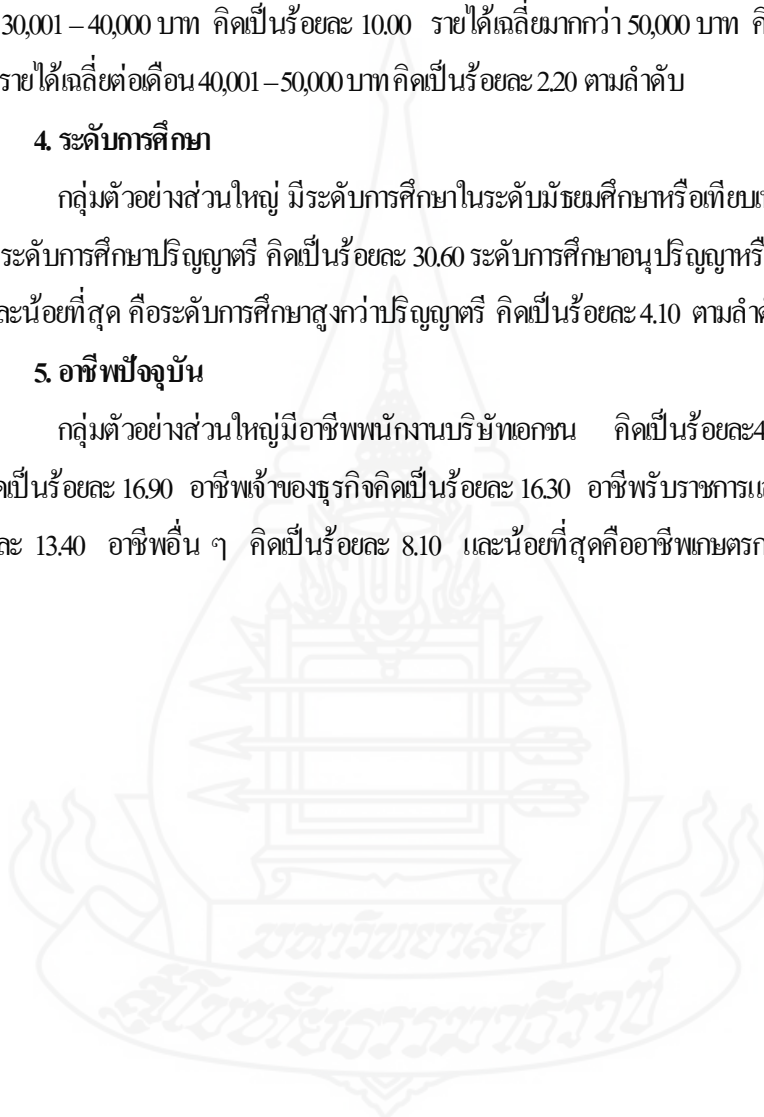 30,001 – 40,000 บาท คิดเป็นร้อยละ 10.00 รายได้เฉลี่ยมากกว่า 50,000 บาท
รายได้เฉลี่ยต่อเดือน 40,001 – 50,000 บาท คิดเป็นร้อยละ 2.20 ตามลำดับ
4. ระดับการศึกษา
กลุ่มตัวอย่างส่วนใหญ่ มีระดับการศึกษาในระดับมัธยมศึกษาหรือ
ระดับการศึกษาปริญญาตรี คิดเป็นร้อยละ 30.60 ระดับการศึกษาอนุปริญญา
น้อยที่สุด คือระดับการศึกษาสูงกว่าปริญญาตรี คิดเป็นร้อยละ 4.10
5. อาชีพปัจจุบัน
กลุ่มตัวอย่างส่วนใหญ่มีอาชีพพนักงานบริษัทเอกชน คิดเป็นร้อยละ
เป็นร้อยละ 16.90 อาชีพเจ้าของธุรกิจคิดเป็นร้อยละ 16.30 อาชีพรับราชการ
ละ 13.40 อาชีพอื่น ๆ คิดเป็นร้อยละ 8.10 และน้อยที่สุดคืออาชีพ
มหาวิทยาลัย
สุโขทัยธรรมาธิราช